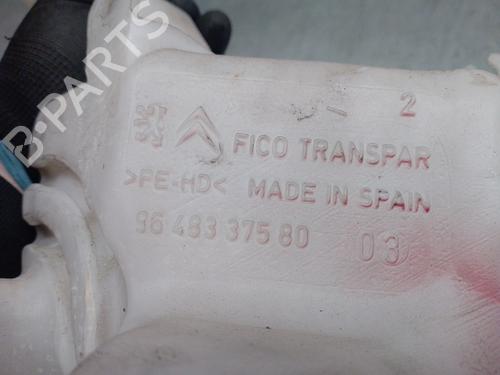 2
FICO TRANSPAR
>PE-HD< MADE IN SPAIN
96 483 375 80 03
B-PARTS